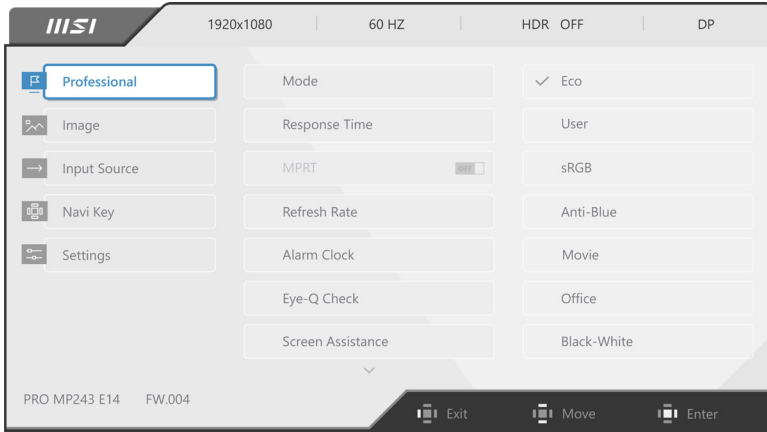 msi
1920x1080
60 HZ
HDR OFF
DP
Professional
Image
Input Source
Navi Key
Settings
Mode
Response Time
MPRT OFF
Refresh Rate
Alarm Clock
Eye-Q Check
Screen Assistance
Eco
User
sRGB
Anti-Blue
Movie
Office
Black-White
PRO MP243 E14 FW.004
Exit
Move
Enter